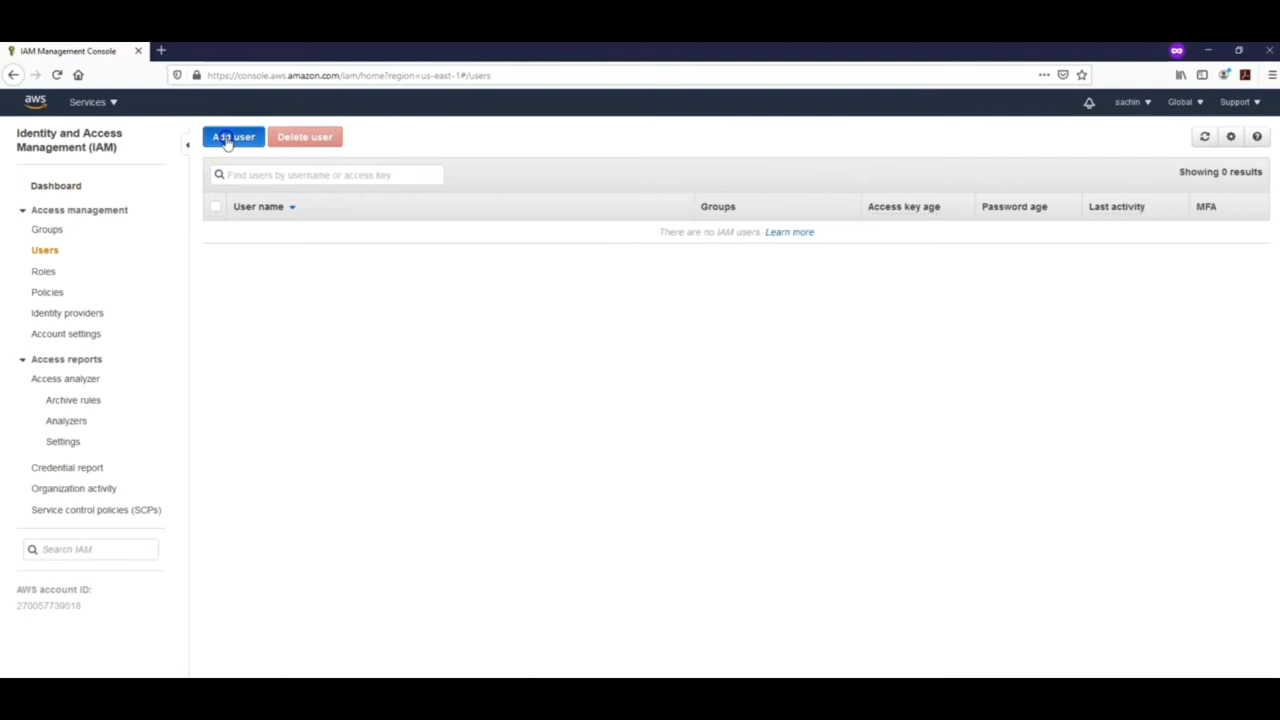 IAM Management Console
https://console.aws.amazon.com/iam/home?region=us-east-1#/users
aws
Services
sachin
Global
Support
Identity and Access
Management (IAM)
Dashboard
Access management
Groups
Users
Roles
Policies
Identity providers
Account settings
Access reports
Access analyzer
Archive rules
Analyzers
Settings
Credential report
Organization activity
Service control policies (SCPs)
Search IAM
AWS account ID:
270057739518
Add user
Delete user
Find users by username or access key
Showing 0 results
User name
Groups
Access key age
Password age
Last activity
MFA
There are no IAM users. Learn more